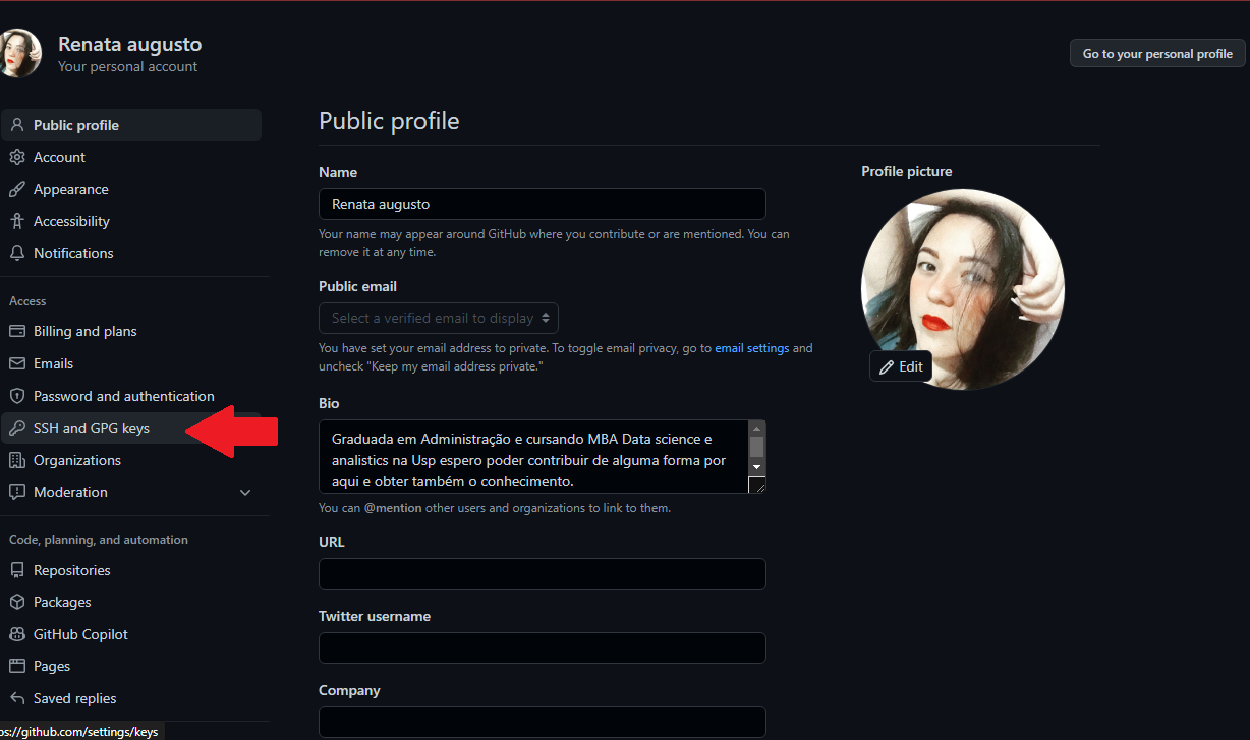 Renata augusto
Your personal account
Go to your personal profile
Public profile
Account
Appearance
Accessibility
Notifications
Access
Billing and plans
Emails
Password and authentication
SSH and GPG keys
Organizations
Moderation
Code, planning, and automation
Repositories
Packages
GitHub Copilot
Pages
Saved replies
ps://github.com/settings/keys
Public profile
Name
Renata augusto
Your name may appear around GitHub where you contribute or are mentioned. You can
remove it at any time.
Public email
Select a verified email to display
You have set your email address to private. To toggle email privacy, go to email settings and
uncheck "Keep my email address private."
Bio
Graduada em Administração e cursando MBA Data science e
analistics na Usp espero poder contribuir de alguma forma por
aqui e obter também o conhecimento.
You can @mention other users and organizations to link to them.
URL
Twitter username
Company
Profile picture
Edit